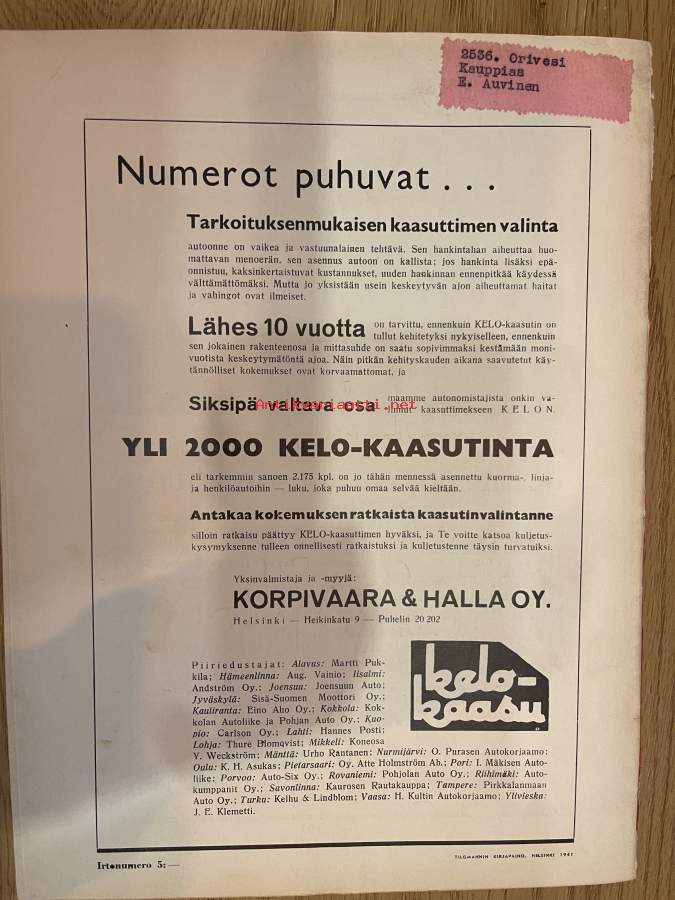 2536. Orivesi
Kauppias
E. Auvinen
Numerot puhuvat . . .
Tarkoituksenmukaisen kaasuttimen valinta
autoonne on vaikea ja vastuunalainen tehtävä. Sen hankintahan aiheuttaa huo-
mattavan menoerän, sen asennus autoon on kallista; jos hankinta lisäksi epä-
onnistuu, kaksinkertaistuvat kustannukset, uuden hankinnan ennenpitkää käydessä
välttämättömäksi. Mutta jo yksistään usein keskeytyvän ajon aiheuttamat haitat
ja vahingot ovat ilmeiset.
Lähes 10 vuotta on tarvittu, ennenkuin KELO-kaasutin on
tullut kehitetyksi nykyiselleen, ennenkuin
sen jokainen rakenteenosa ja mittasuhde on saatu sopivimmaksi kestämään moni-
vuotista keskeytymätöntä ajoa. Näin pitkän kehityskauden aikana saavutetut käy-
tännölliset kokemukset ovat korvaamattomat, ja
Siksipä valtava osa maamme autonomistajista onkin va-
linnut kaasuttimekseen KELON.
Antikvariaatti.net
YLI 2000 KELO-KAASUTINTA
eli tarkemmin sanoen 2.175 kpl. on jo tähän mennessä asennettu kuorma-, linja-
ja henkilöautoihin — luku, joka puhuu omaa selvää kieltään.
Antakaa kokemuksen ratkaista kaasutinvalintanne
silloin ratkaisu päättyy KELO-kaasuttimen hyväksi, ja Te voitte katsoa kuljetus-
kysymyksenne tulleen onnellisesti ratkaistuksi ja kuljetustenne täysin turvatuiksi.
Yksinvalmistaja ja -myyjä:
KORPIVAARA & HALLA OY.
Helsinki — Heikinkatu 9 — Puhelin 20 202
kelo-
kaasu
Piiriedustajat: Alavus: Martti Puk-
kila; Hämeenlinna: Aug. Vainio; Iisalmi:
Andström Oy.; Joensuu: Joensuun Auto;
Jyväskylä: Sisä-Suomen Moottori Oy.;
Kauliranta: Eino Aho Oy.; Kokkola: Kok-
kolan Autoliike ja Pohjan Auto Oy.; Kuo-
pio: Carlson Oy.; Lahti: Hannes Posti;
Lohja: Thure Blomqvist; Mikkeli: Koneosa
Y. Weckström; Mänttä: Urho Rantanen; Nurmijärvi: O. Purasen Autokorjaamo;
Oulu: K. H. Asukas; Pietarsaari: Oy. Atte Holmström Ab.; Pori: I. Mäkisen Auto-
liike; Porvoo: Auto-Six Oy.; Rovaniemi: Pohjolan Auto Oy.; Riihimäki: Auto-
kumppanit Oy.; Savonlinna: Kaurosen Rautakauppa; Tampere: Pirkkalanmaan
Auto Oy.; Turku: Kelhu & Lindblom; Vaasa: H. Kultin Autokorjaamo; Ylivieska:
J. E. Klemetti.
Irtonumero 5: —
TILGMANNIN KIRJAPAINO, HELSINKI 1941